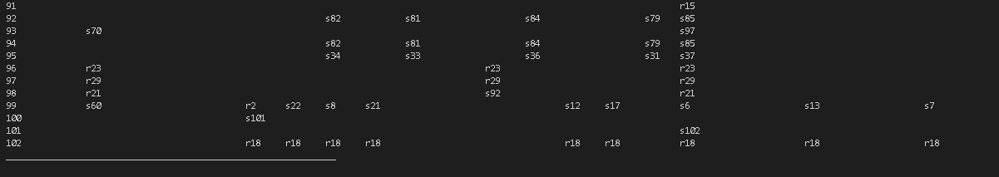 91 r15
92 s82 s81 s84 s79 s85
93 s70 s97
94 s82 s81 s84 s79 s85
95 s34 s33 s36 s31 s37
96 r23 r23 r23
97 r29 r29 r29
98 r21 s92 r21
99 s60 r2 s22 s8 s21 s12 s17 s6 s13 s7
100 s101
101 s102
102 r18 r18 r18 r18 r18 r18 r18 r18 r18